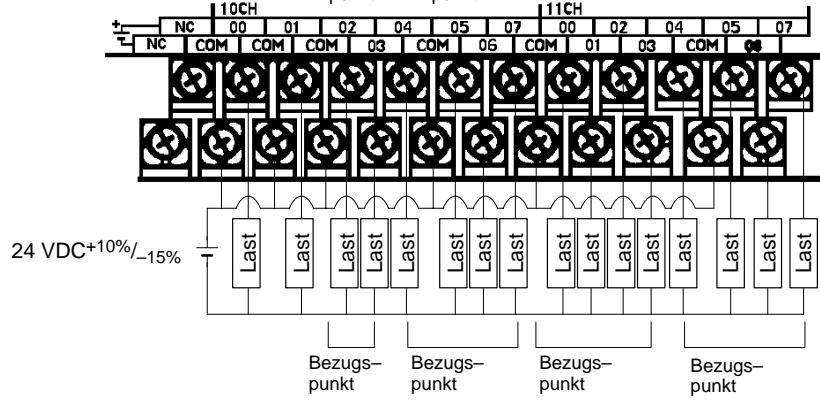 10CH 11CH
+ NC 00 01 02 04 05 07 00 02 04 05 07
– NC COM COM COM 03 COM 06 COM 01 03 COM
Last Last Last Last Last Last Last Last Last Last Last Last Last Last Last Last
24 VDC+10%/–15%
Bezugs– Bezugs– Bezugs– Bezugs–
punkt punkt punkt punkt